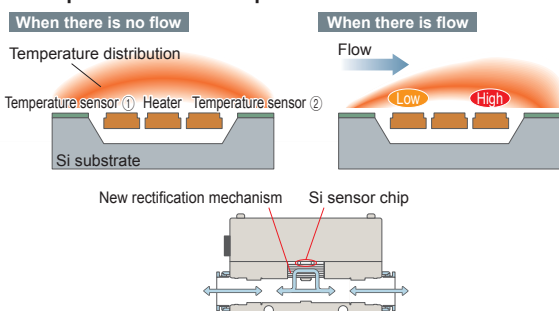 When there is no flow
When there is flow
Temperature distribution
Flow
Temperature sensor ① Heater Temperature sensor ②
Low
High
Si substrate
New rectification mechanism
Si sensor chip